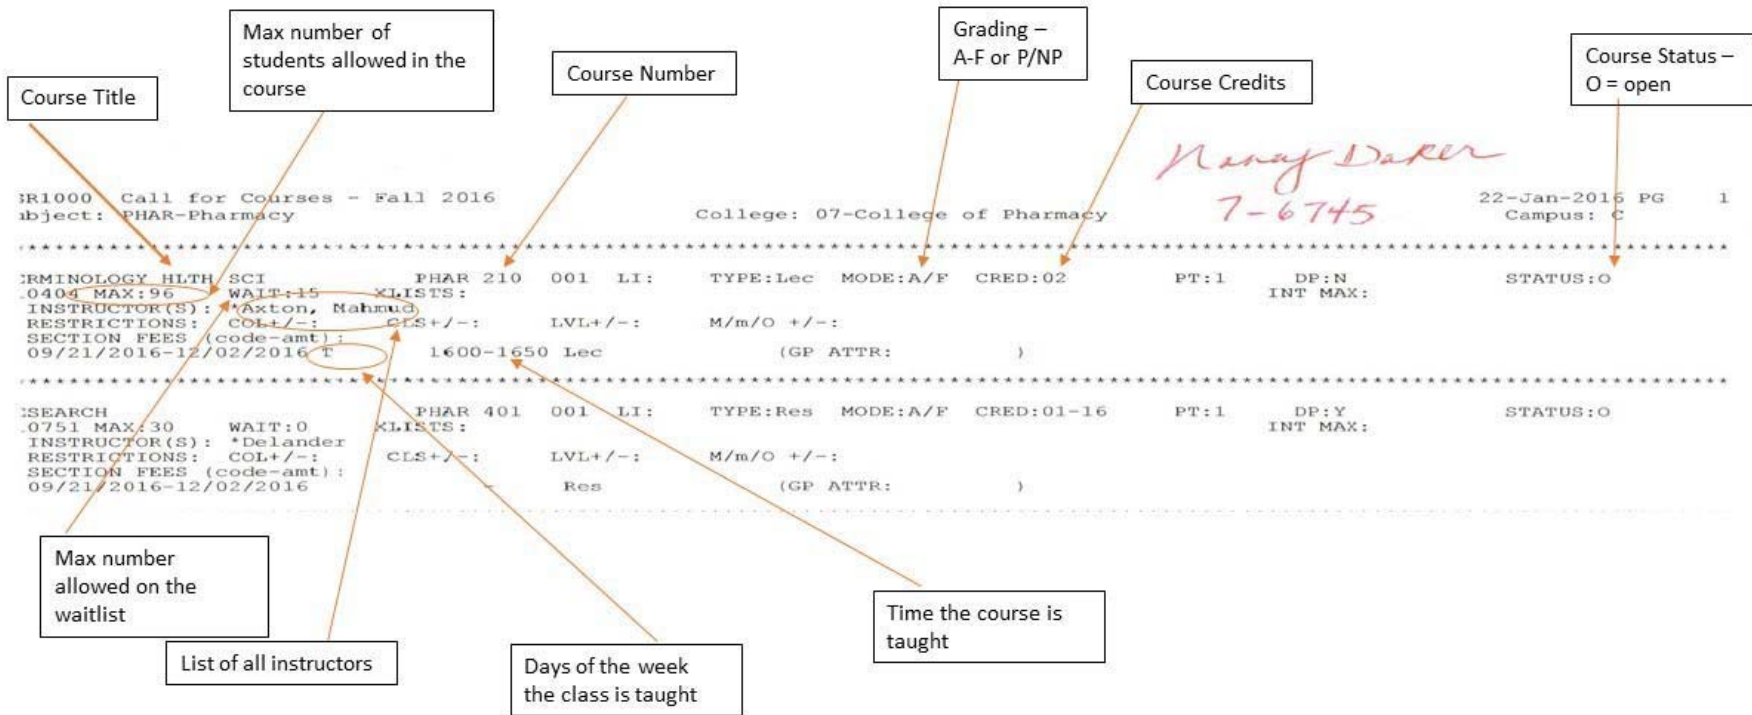 Max number of
students allowed in the
course
Grading –
A-F or P/NP
Course Status –
O = open
Course Title
Course Number
Course Credits
Nancy Baker
7-6745
:R1000 Call for Courses - Fall 2016 22-Jan-2016 PG 1
bject: PHAR-Pharmacy College: 07-College of Pharmacy Campus: C
RMINOLOGY HLTH SCI PHAR 210 001 LI: TYPE:Lec MODE:A/F CRED:02 PT:1 DP:N STATUS:O
.0404 MAX:96 WAIT:15 XLISTS: INT MAX:
INSTRUCTOR(S): *Axton, Mahmud
RESTRICTIONS: COL+/-: CLS+/-: LVL+/-: M/m/O +/-:
SECTION FEES (code-amt):
09/21/2016-12/02/2016 T 1600-1650 Lec (GP ATTR: )
SEARCH PHAR 401 001 LI: TYPE:Res MODE:A/F CRED:01-16 PT:1 DP:Y STATUS:O
.0751 MAX:30 WAIT:0 XLISTS: INT MAX:
INSTRUCTOR(S): *Delander
RESTRICTIONS: COL+/-: CLS+/-: LVL+/-: M/m/O +/-:
SECTION FEES (code-amt):
09/21/2016-12/02/2016 - Res (GP ATTR: )
Max number
allowed on the
waitlist
List of all instructors
Days of the week
the class is taught
Time the course is
taught